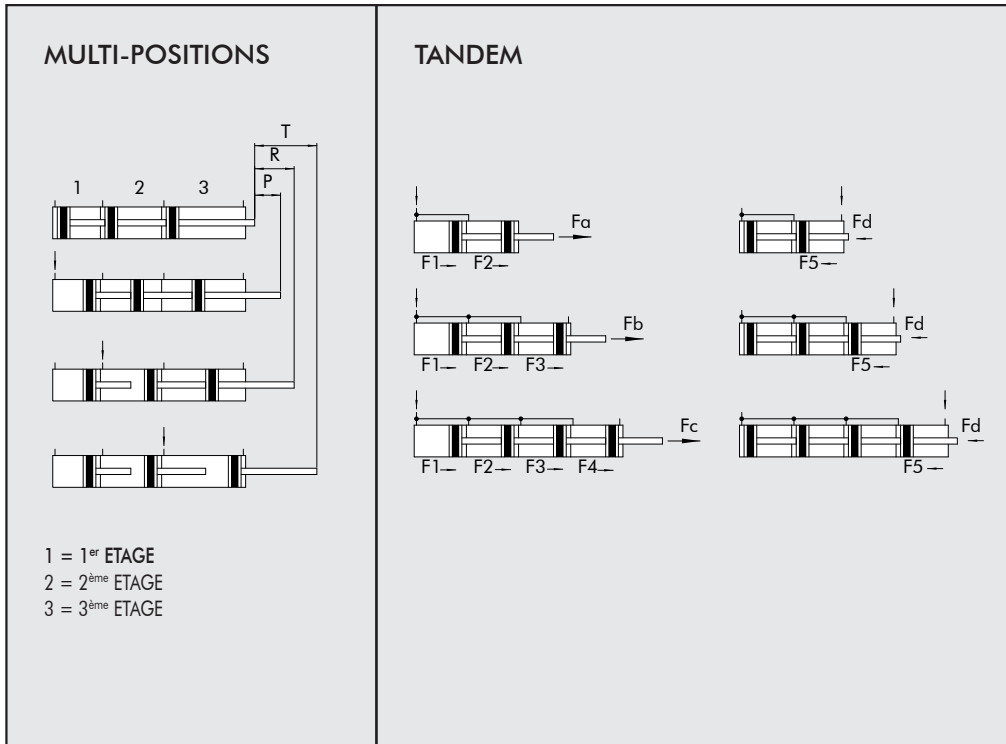 MULTI-POSITIONS
T
R
P
1 2 3
1 = 1er ETAGE
2 = 2ème ETAGE
3 = 3ème ETAGE
TANDEM
Fa
F1 F2
Fd
F5
Fb
F1 F2 F3
Fd
F5
Fc
F1 F2 F3 F4
Fd
F5